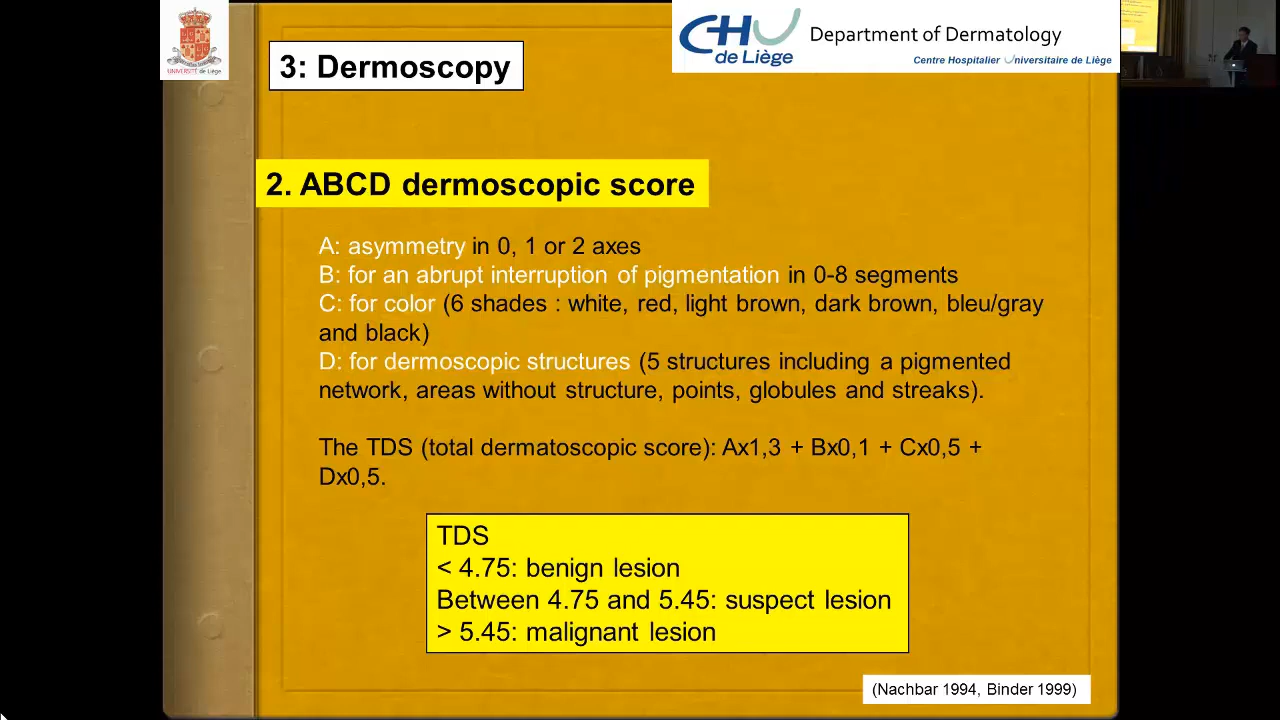 UNIVERSITÉ de Liège
CHU
de Liège
Department of Dermatology
Centre Hospitalier Universitaire de Liège
3: Dermoscopy
2. ABCD dermoscopic score
A: asymmetry in 0, 1 or 2 axes
B: for an abrupt interruption of pigmentation in 0-8 segments
C: for color (6 shades : white, red, light brown, dark brown, bleu/gray
and black)
D: for dermoscopic structures (5 structures including a pigmented
network, areas without structure, points, globules and streaks).
The TDS (total dermatoscopic score): Ax1,3 + Bx0,1 + Cx0,5 +
Dx0,5.
TDS
< 4.75: benign lesion
Between 4.75 and 5.45: suspect lesion
> 5.45: malignant lesion
(Nachbar 1994, Binder 1999)